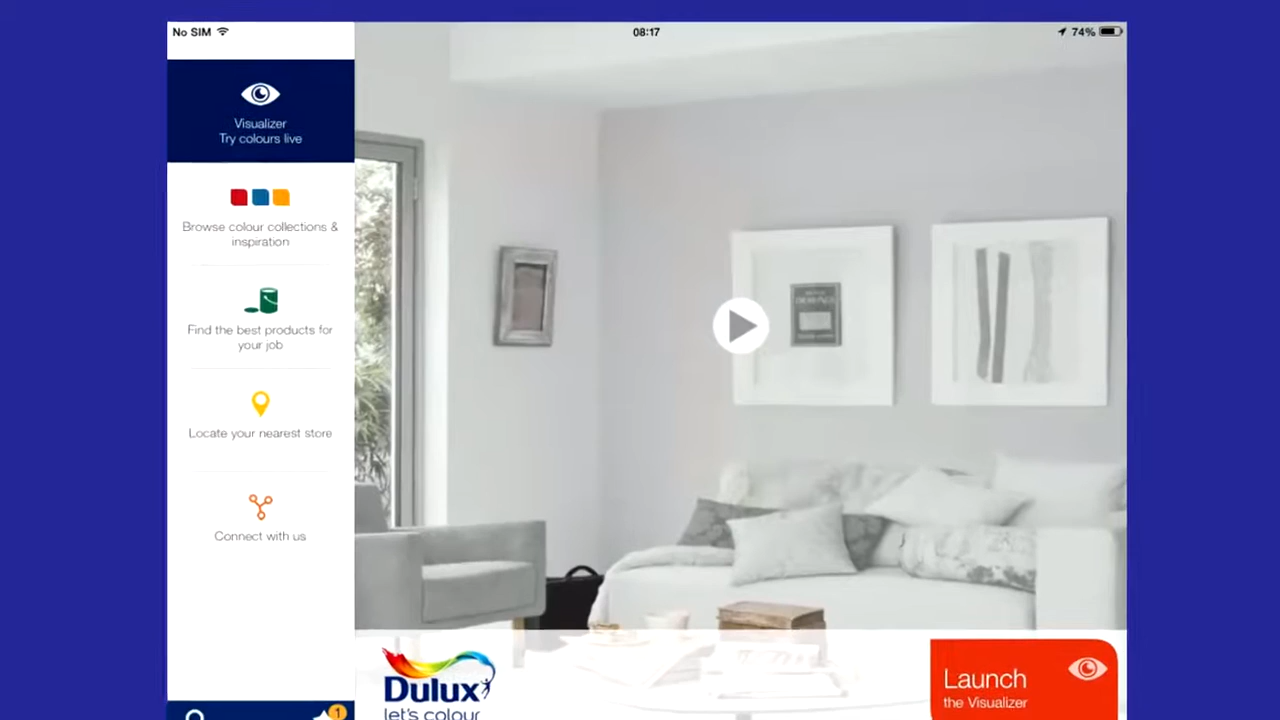 No SIM
08:17
74%
Visualizer
Try colours live
Browse colour collections &
inspiration
Find the best products for
your job
Locate your nearest store
Connect with us
1
Dulux
let's colour
Launch
the Visualizer